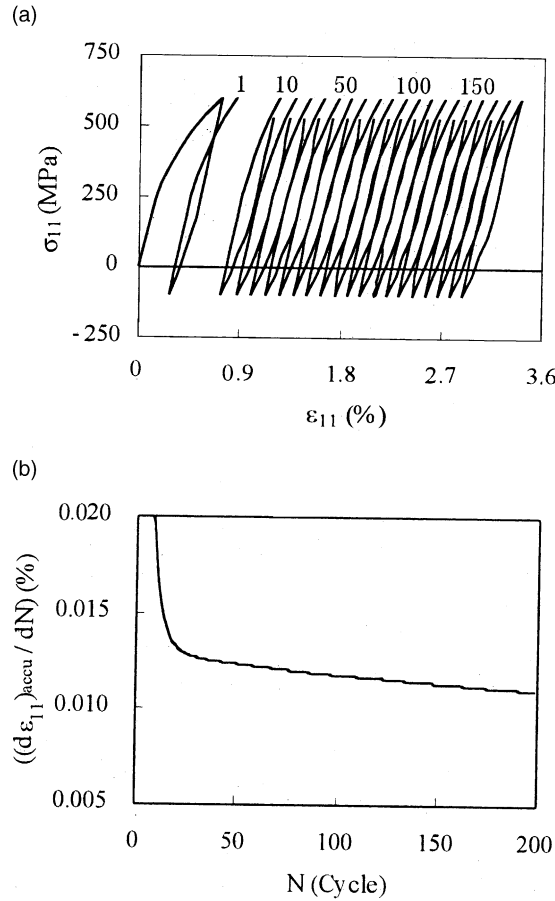 (a)
750
500
250
0
-250
1 10 50 100 150
σ11 (MPa)
0 0.9 1.8 2.7 3.6
ε11 (%)
(b)
0.020
0.015
0.010
0.005
((dε11)accu / dN) (%)
0 50 100 150 200
N (Cycle)